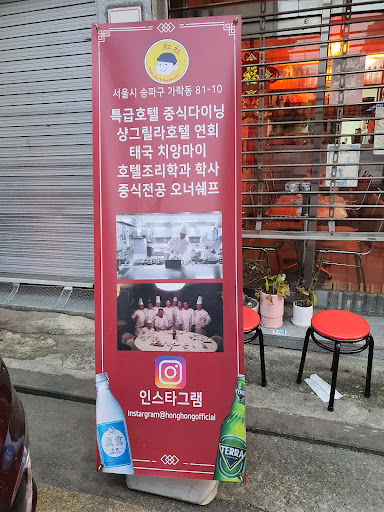 서울시 송파구 가락동 81-10
특급호텔 중식다이닝
샹그릴라호텔 연회
태국 치앙마이
호텔조리학과 학사
중식전공 오너쉐프
인스타그램
Instargram@honghongofficial
TERRA